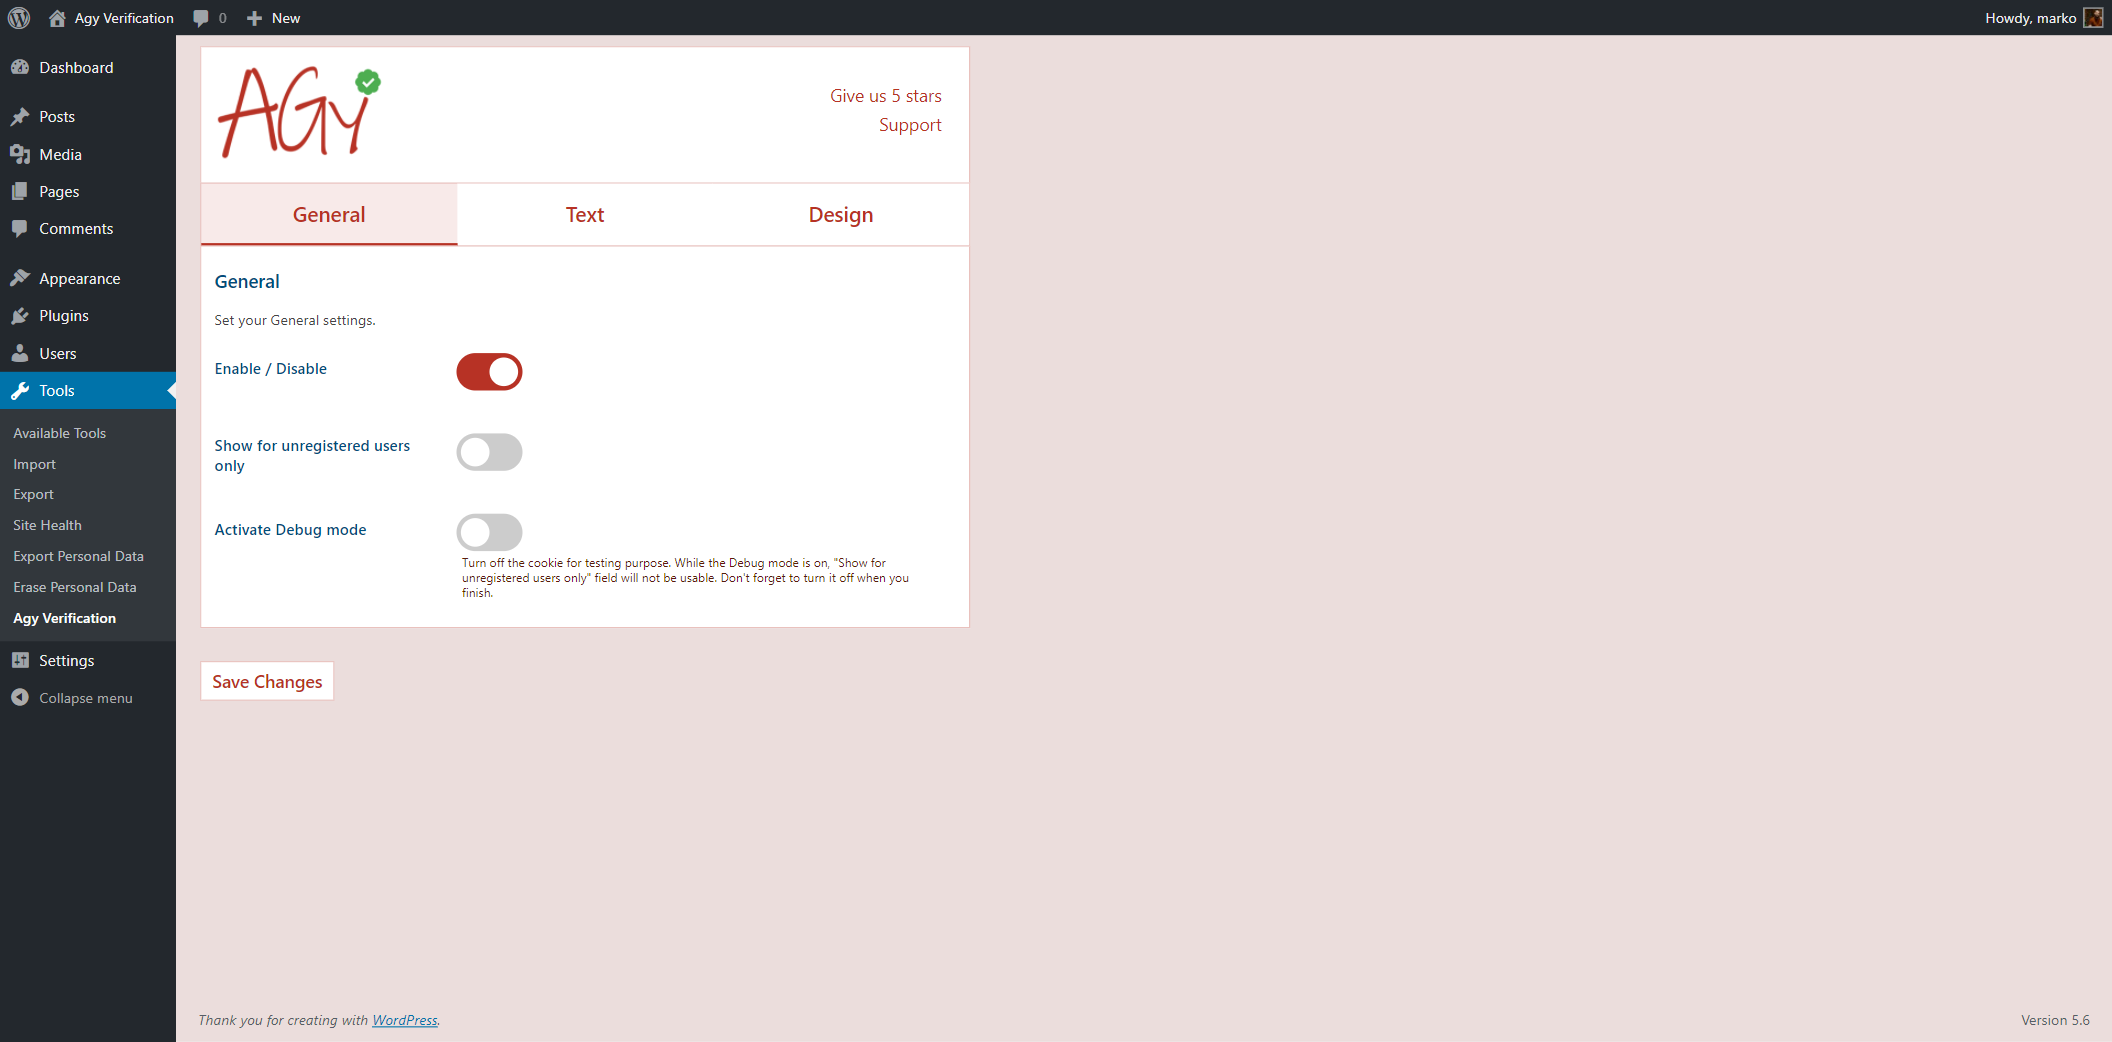 Agy Verification
0
New
Howdy, marko
Dashboard
Posts
Media
Pages
Comments
Appearance
Plugins
Users
Tools
Available Tools
Import
Export
Site Health
Export Personal Data
Erase Personal Data
Agy Verification
Settings
Collapse menu
AGy
Give us 5 stars
Support
General
Text
Design
General
Set your General settings.
Enable / Disable
Show for unregistered users
only
Activate Debug mode
Turn off the cookie for testing purpose. While the Debug mode is on, "Show for
unregistered users only" field will not be usable. Don't forget to turn it off when you
finish.
Save Changes
Thank you for creating with WordPress.
Version 5.6